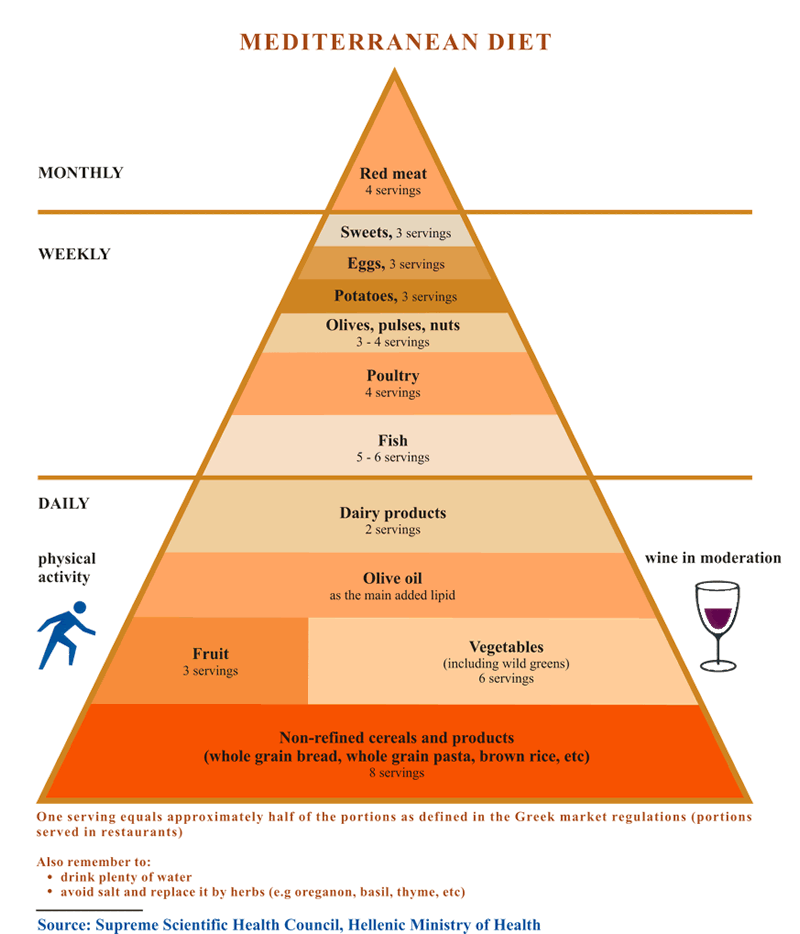 MEDITERRANEAN DIET
MONTHLY
Red meat
4 servings
WEEKLY
Sweets, 3 servings
Eggs, 3 servings
Potatoes, 3 servings
Olives, pulses, nuts
3 - 4 servings
Poultry
4 servings
Fish
5 - 6 servings
DAILY
Dairy products
2 servings
physical
activity
wine in moderation
Olive oil
as the main added lipid
Fruit
3 servings
Vegetables
(including wild greens)
6 servings
Non-refined cereals and products
(whole grain bread, whole grain pasta, brown rice, etc)
8 servings
One serving equals approximately half of the portions as defined in the Greek market regulations (portions
served in restaurants)
Also remember to:
• drink plenty of water
• avoid salt and replace it by herbs (e.g oreganon, basil, thyme, etc)
Source: Supreme Scientific Health Council, Hellenic Ministry of Health